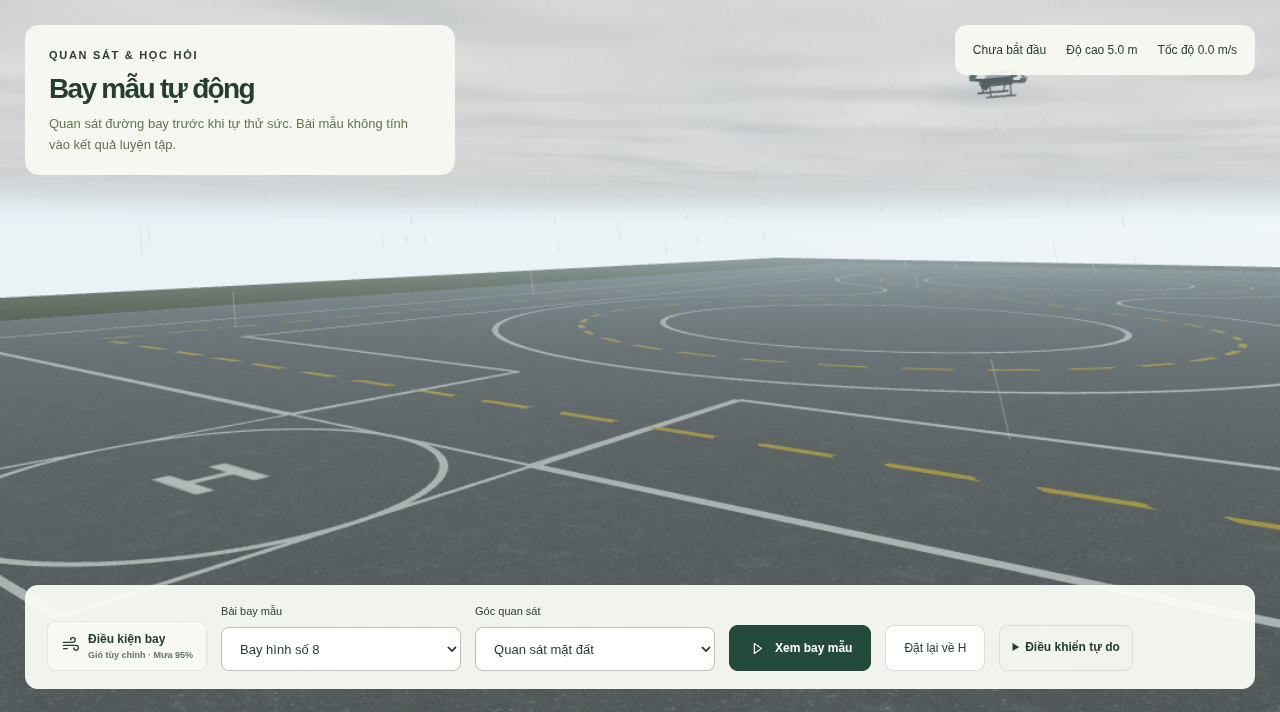 QUAN SÁT & HỌC HỎI
Bay mẫu tự động
Quan sát đường bay trước khi tự thử sức. Bài mẫu không tính
vào kết quả luyện tập.
Chưa bắt đầu Độ cao 5.0 m Tốc độ 0.0 m/s
H
Điều kiện bay
Gió tùy chỉnh · Mưa 95%
Bài bay mẫu
Bay hình số 8
Góc quan sát
Quan sát mặt đất
Xem bay mẫu
Đặt lại về H
Điều khiển tự do